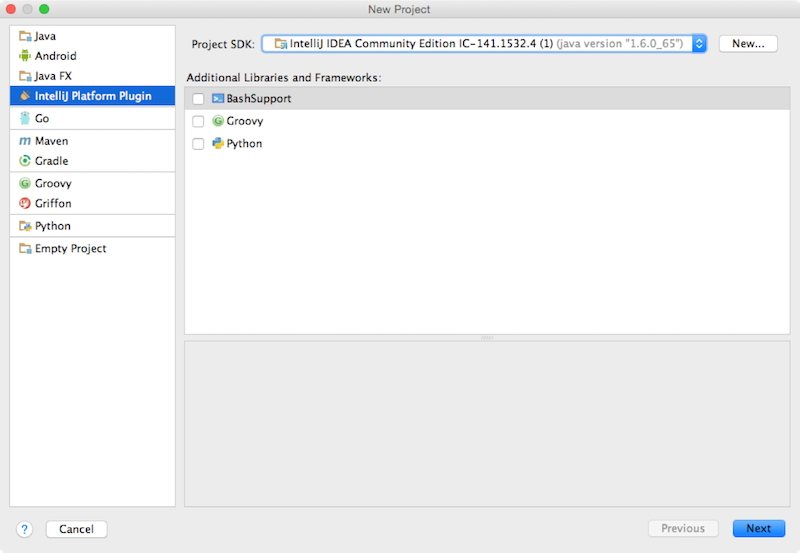 New Project
Java
Android
Java FX
IntelliJ Platform Plugin
Go
Maven
Gradle
Groovy
Griffon
Python
Empty Project
Project SDK: IntelliJ IDEA Community Edition IC-141.1532.4 (1) (java version "1.6.0_65") New...
Additional Libraries and Frameworks:
BashSupport
Groovy
Python
? Cancel Previous Next